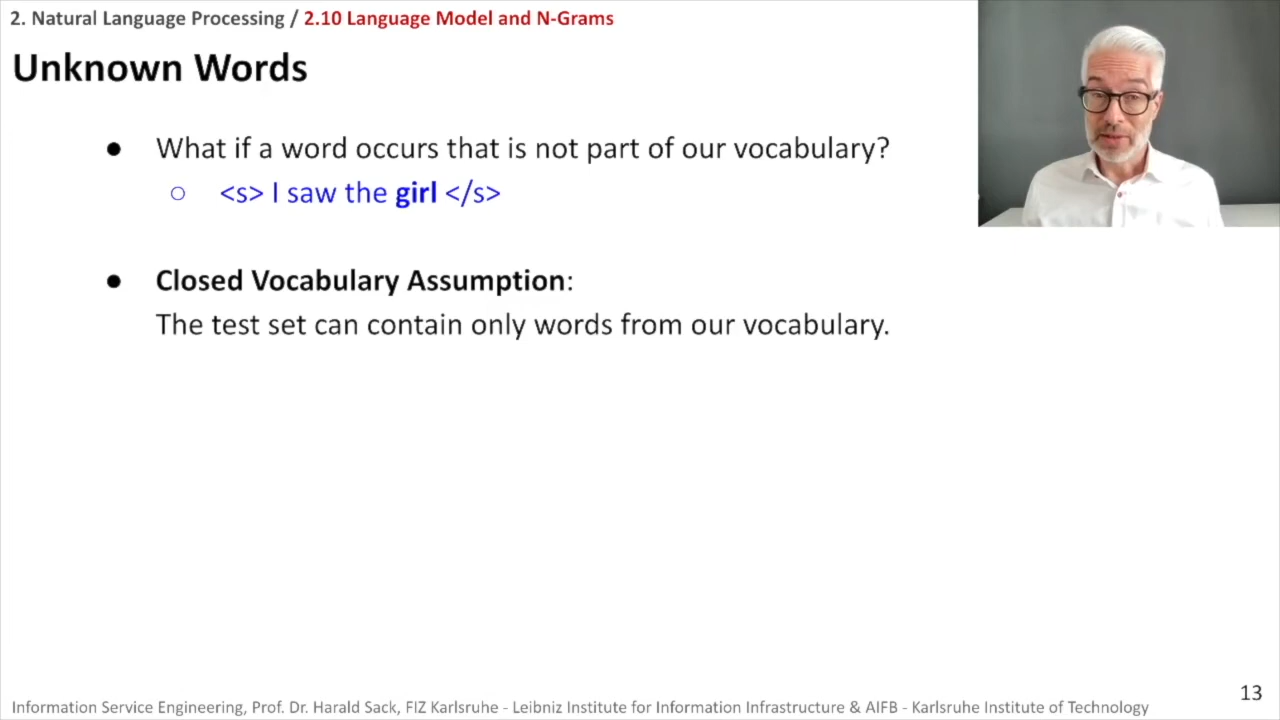 2. Natural Language Processing / 2.10 Language Model and N-Grams
Unknown Words
● What if a word occurs that is not part of our vocabulary?
○ <s> I saw the girl </s>
● Closed Vocabulary Assumption:
The test set can contain only words from our vocabulary.
13
Information Service Engineering, Prof. Dr. Harald Sack, FIZ Karlsruhe - Leibniz Institute for Information Infrastructure & AIFB - Karlsruhe Institute of Technology